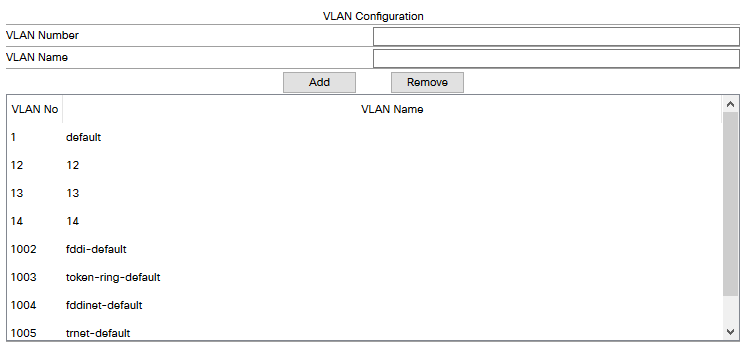 VLAN Configuration
VLAN Number
VLAN Name
Add Remove
VLAN No VLAN Name
1 default
12 12
13 13
14 14
1002 fddi-default
1003 token-ring-default
1004 fddinet-default
1005 trnet-default